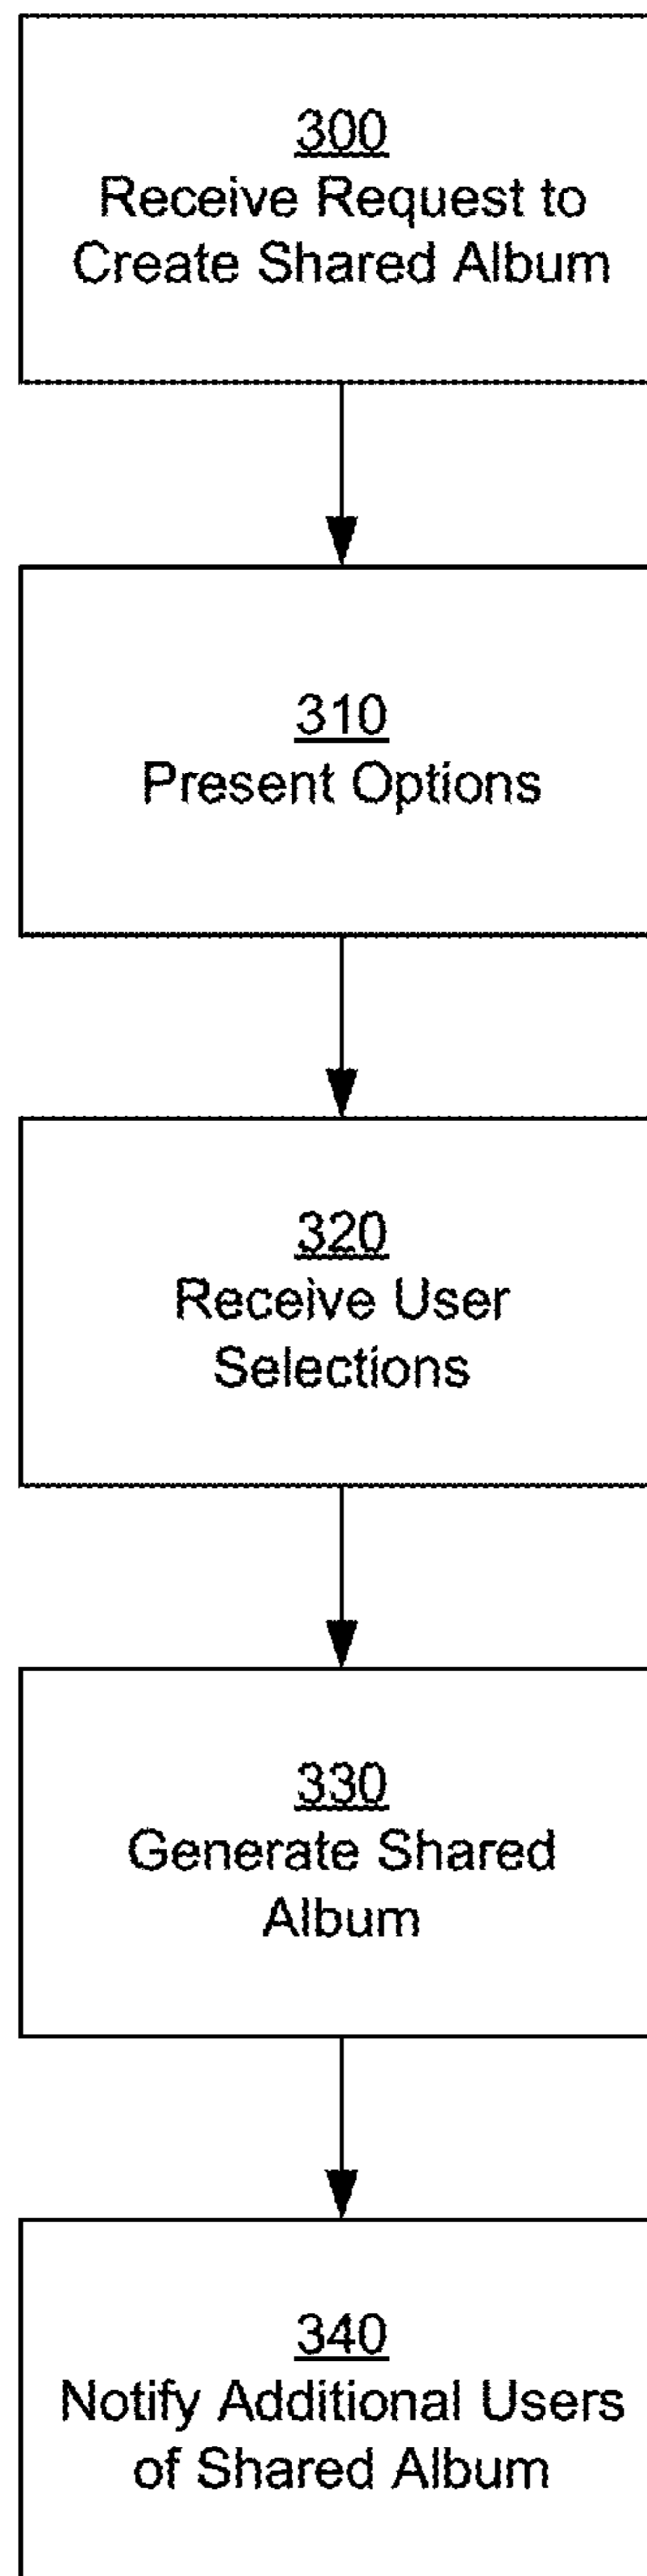 300
Receive Request to
Create Shared Album
310
Present Options
320
Receive User
Selections
330
Generate Shared
Album
340
Notify Additional Users
of Shared Album